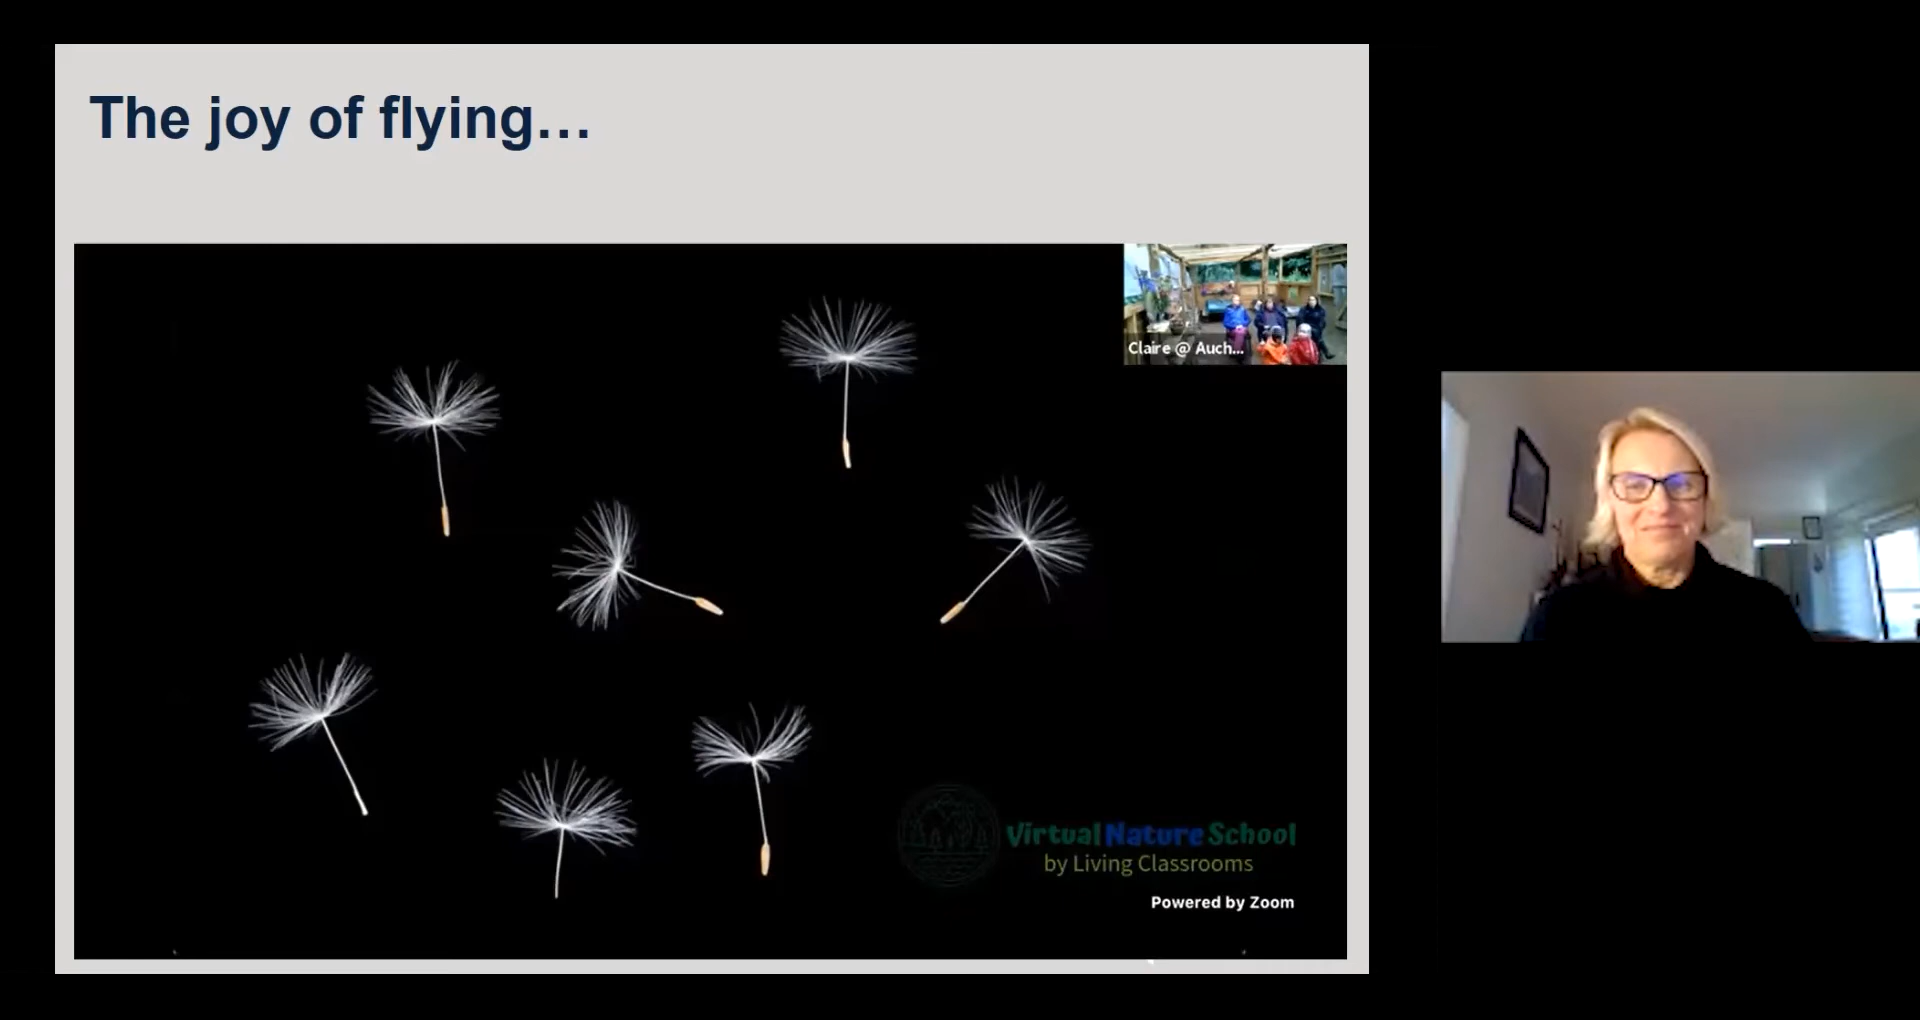 The joy of flying…
Claire @ Auch...
Virtual Nature School
by Living Classrooms
Powered by Zoom